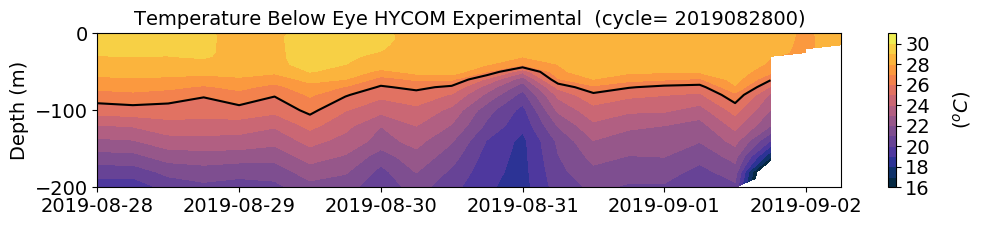 Temperature Below Eye HYCOM Experimental  (cycle= 2019082800)
Depth (m)
0
−100
−200
2019-08-28 2019-08-29 2019-08-30 2019-08-31 2019-09-01 2019-09-02
30
28
26
24
22
20
18
16
(°C)